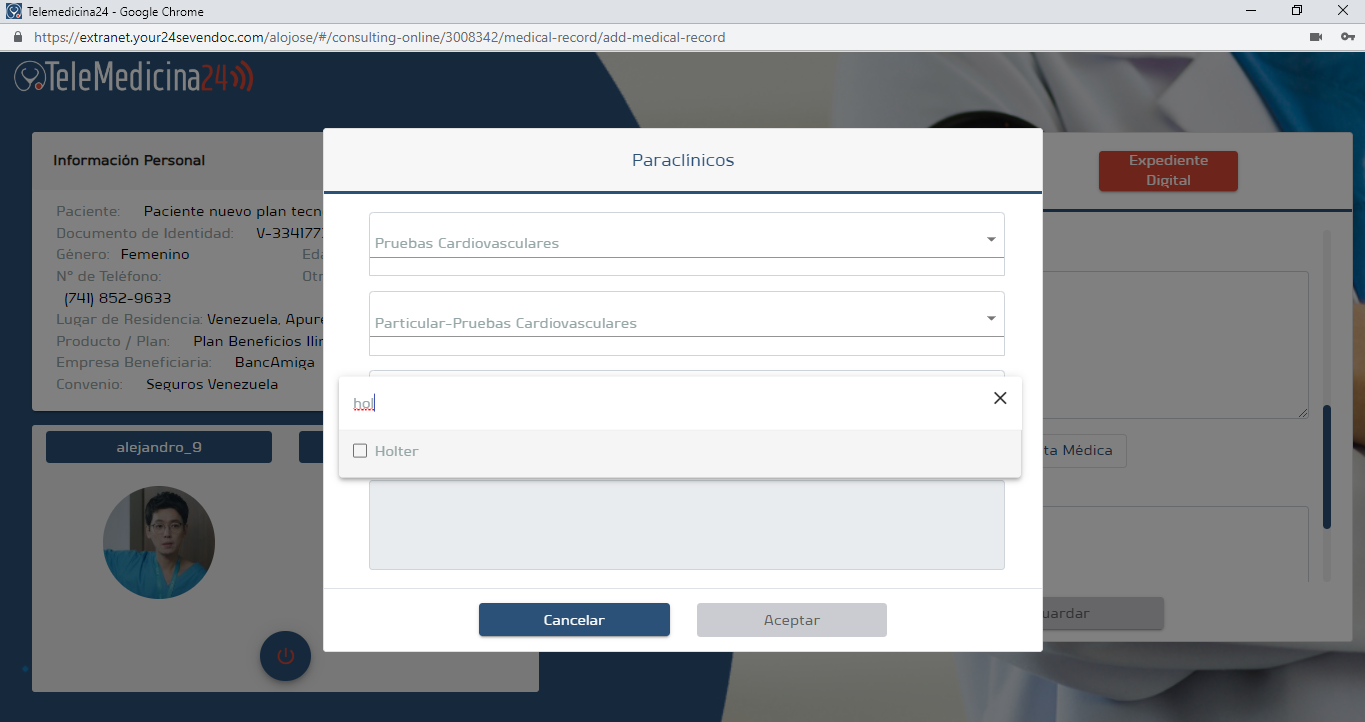 Telemedicina24 - Google Chrome
https://extranet.your24sevendoc.com/alojose/#/consulting-online/3008342/medical-record/add-medical-record
TeleMedicina24
Información Personal
Paciente: Paciente nuevo plan tecn
Documento de Identidad: V-3341777
Género: Femenino Eda
N° de Teléfono: Otr
(741) 852-9633
Lugar de Residencia: Venezuela, Apure
Producto / Plan: Plan Beneficios Ilim
Empresa Beneficiaria: BancAmiga
Convenio: Seguros Venezuela
alejandro_9
Paraclínicos
Pruebas Cardiovasculares
Particular-Pruebas Cardiovasculares
hol
Holter
Cancelar
Aceptar
Expediente
Digital
ta Médica
uardar